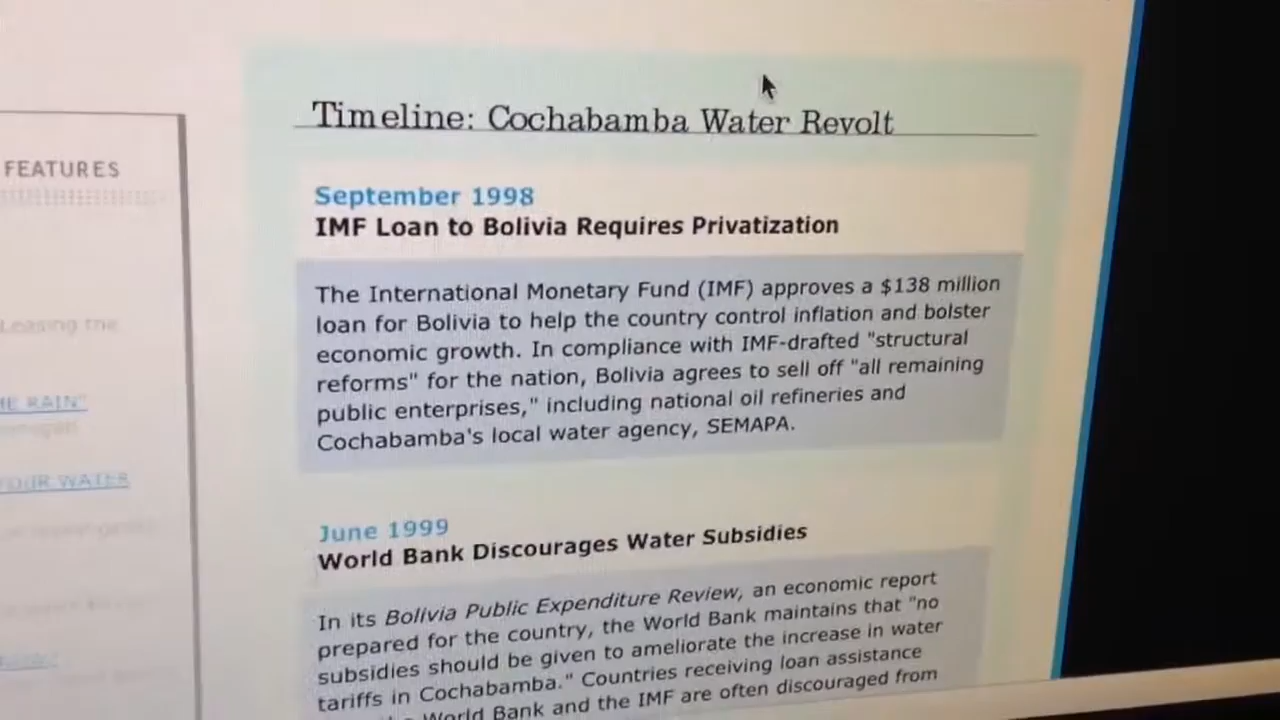 Timeline: Cochabamba Water Revolt
FEATURES
September 1998
IMF Loan to Bolivia Requires Privatization
The International Monetary Fund (IMF) approves a $138 million
loan for Bolivia to help the country control inflation and bolster
economic growth. In compliance with IMF-drafted "structural
reforms" for the nation, Bolivia agrees to sell off "all remaining
public enterprises," including national oil refineries and
Cochabamba's local water agency, SEMAPA.
Leasing the
RAIN"
YOUR WATER
June 1999
World Bank Discourages Water Subsidies
In its Bolivia Public Expenditure Review, an economic report
prepared for the country, the World Bank maintains that "no
subsidies should be given to ameliorate the increase in water
tariffs in Cochabamba." Countries receiving loan assistance
World Bank and the IMF are often discouraged from